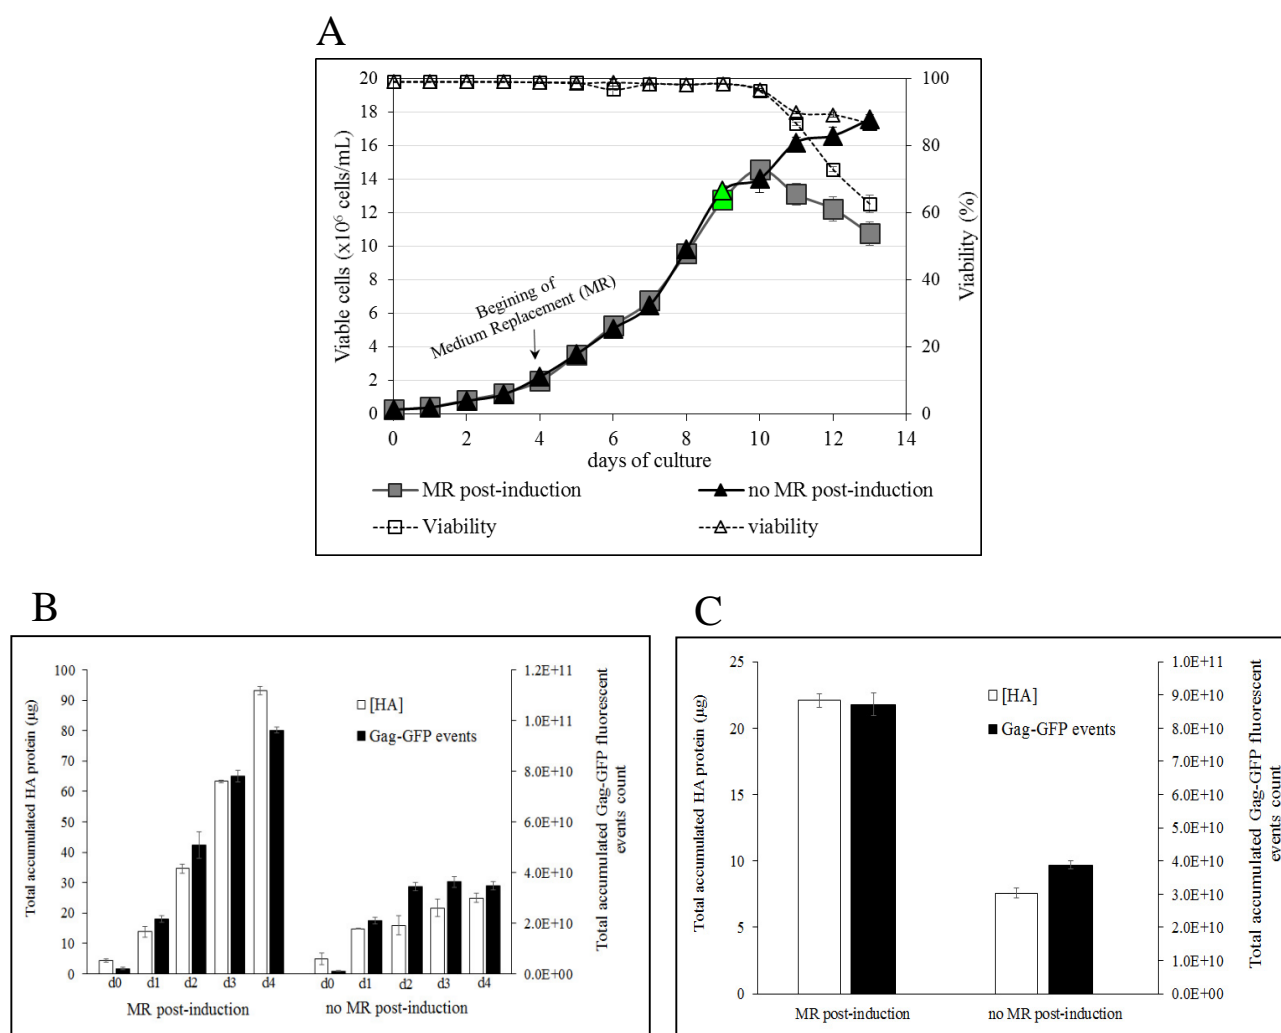 A
20
18
16
14
12
10
8
6
4
2
0
Viable cells (x10⁶ cells/mL)
100
80
60
40
20
0
Viability (%)
Begining of
Medium Replacement (MR)
0 2 4 6 8 10 12 14
days of culture
MR post-induction
no MR post-induction
Viability
viability
B
100
90
80
70
60
50
40
30
20
10
0
Total accumulated HA protein (µg)
[HA]
Gag-GFP events
1.2E+11
1.0E+11
8.0E+10
6.0E+10
4.0E+10
2.0E+10
0.0E+00
Total accumulated Gag-GFP fluorescent
events count
d0 d1 d2 d3 d4 d0 d1 d2 d3 d4
MR post-induction no MR post-induction
C
25
20
15
10
5
0
Total accumulated HA protein (µg)
[HA]
Gag-GFP events
1.0E+11
9.0E+10
8.0E+10
7.0E+10
6.0E+10
5.0E+10
4.0E+10
3.0E+10
2.0E+10
1.0E+10
0.0E+00
Total accumulated Gag-GFP fluorescent
events count
MR post-induction no MR post-induction